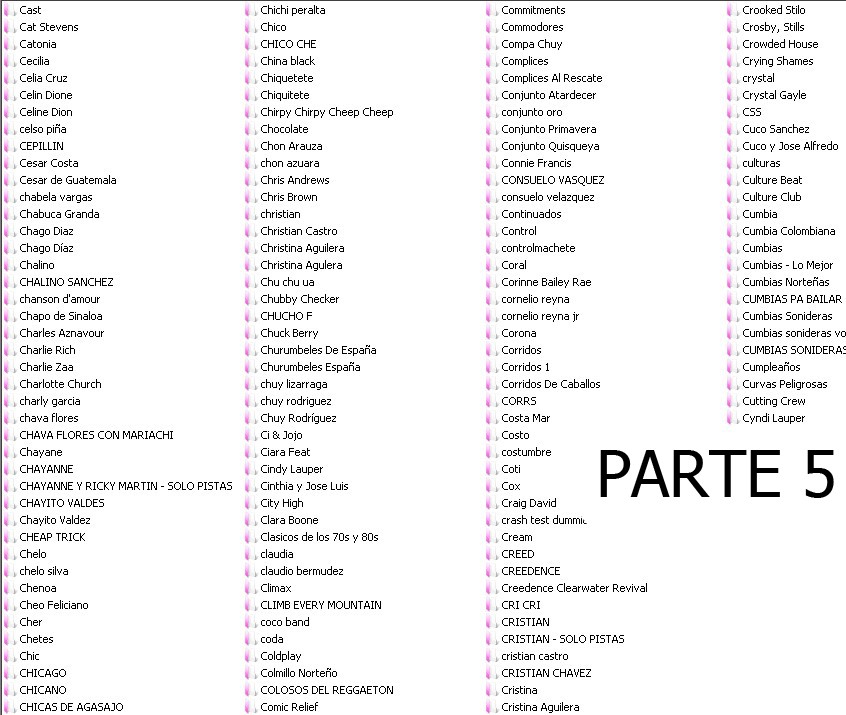 Cast
Cat Stevens
Catonia
Cecilia
Celia Cruz
Celin Dione
Celine Dion
celso piña
CEPILLIN
Cesar Costa
Cesar de Guatemala
chabela vargas
Chabuca Granda
Chago Diaz
Chago Díaz
Chalino
CHALINO SANCHEZ
chanson d'amour
Chapo de Sinaloa
Charles Aznavour
Charlie Rich
Charlie Zaa
Charlotte Church
charly garcia
chava flores
CHAVA FLORES CON MARIACHI
Chayane
CHAYANNE
CHAYANNE Y RICKY MARTIN - SOLO PISTAS
CHAYITO VALDES
Chayito Valdez
CHEAP TRICK
Chelo
chelo silva
Chenoa
Cheo Feliciano
Cher
Chetes
Chic
CHICAGO
CHICANO
CHICAS DE AGASAJO
Chichi peralta
Chico
CHICO CHE
China black
Chiquetete
Chiquitete
Chirpy Chirpy Cheep Cheep
Chocolate
Chon Arauza
chon azuara
Chris Andrews
Chris Brown
christian
Christian Castro
Christina Aguilera
Christina Agulera
Chu chu ua
Chubby Checker
CHUCHO F
Chuck Berry
Churumbeles De España
Churumbeles España
chuy lizarraga
chuy rodriguez
Chuy Rodríguez
Ci & Jojo
Ciara Feat
Cindy Lauper
Cinthia y Jose Luis
City High
Clara Boone
Clasicos de los 70s y 80s
claudia
claudio bermudez
Climax
CLIMB EVERY MOUNTAIN
coco band
coda
Coldplay
Colmillo Norteño
COLOSOS DEL REGGAETON
Comic Relief
Commitments
Commodores
Compa Chuy
Complices
Complices Al Rescate
Conjunto Atardecer
conjunto oro
Conjunto Primavera
Conjunto Quisqueya
Connie Francis
CONSUELO VASQUEZ
consuelo velazquez
Continuados
Control
controlmachete
Coral
Corinne Bailey Rae
cornelio reyna
cornelio reyna jr
Corona
Corridos
Corridos 1
Corridos De Caballos
CORRS
Costa Mar
Costo
costumbre
Coti
Cox
Craig David
crash test
Cream
CREED
CREEDENCE
Creedence Clearwater Revival
CRI CRI
CRISTIAN
CRISTIAN - SOLO PISTAS
cristian castro
CRISTIAN CHAVEZ
Cristina
Cristina Aguilera
Crooked Stilo
Crosby, Stills
Crowded House
Crying Shames
crystal
Crystal Gayle
CSS
Cuco Sanchez
Cuco y Jose Alfredo
culturas
Culture Beat
Culture Club
Cumbia
Cumbia Colombiana
Cumbias
Cumbias - Lo Mejor
Cumbias Norteñas
CUMBIAS PA BAILAR
Cumbias Sonideras
Cumbias sonideras vo
CUMBIAS SONIDERAS
Cumpleaños
Curvas Peligrosas
Cutting Crew
Cyndi Lauper
PARTE 5